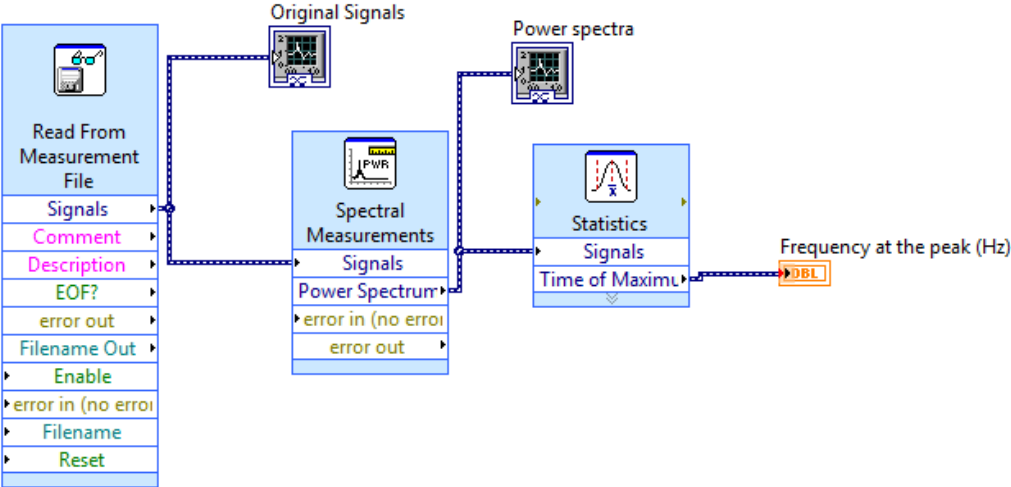 Original Signals
Power spectra
Read From
Measurement
File
Signals
Comment
Description
EOF?
error out
Filename Out
Enable
error in (no erroi
Filename
Reset
PWR
Spectral
Measurements
Signals
Power Spectrum
error in (no erroi
error out
x
Statistics
Signals
Time of Maximu
Frequency at the peak (Hz)
DBL